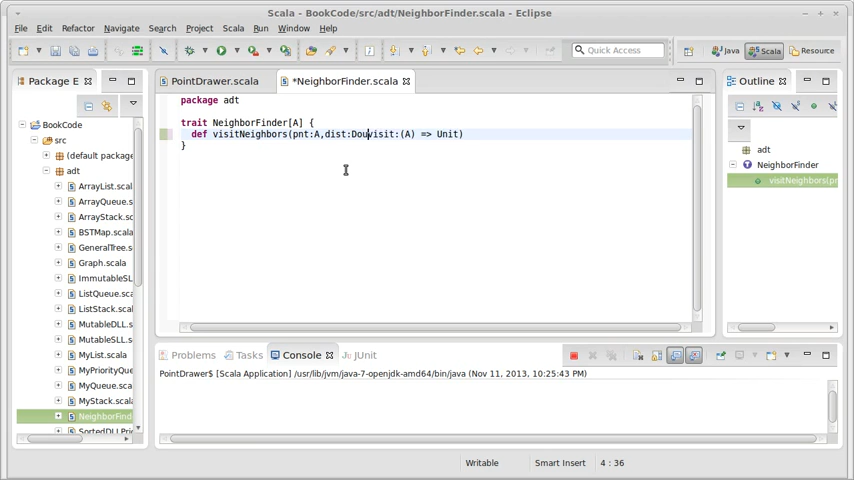 Scala - BookCode/src/adt/NeighborFinder.scala - Eclipse
File Edit Refactor Navigate Search Project Scala Run Window Help
Quick Access
Java
Scala
Resource
Package E
PointDrawer.scala
*NeighborFinder.scala
Outline
BookCode
src
(default package
adt
ArrayList.scal
ArrayQueue.s
ArrayStack.sc
BSTMap.scala
GeneralTree.s
Graph.scala
ImmutableSL
ListQueue.sca
ListStack.scal
MutableDLL.s
MutableSLL.s
MyList.scala
MyPriorityQue
MyQueue.sca
MyStack.scala
NeighborFind
SortedDLLPri
package adt
trait NeighborFinder[A] {
def visitNeighbors(pnt:A,dist:Douvisit:(A) => Unit)
}
adt
NeighborFinder
visitNeighbors(pn
Problems
Tasks
Console
JUnit
PointDrawer$ [Scala Application] /usr/lib/jvm/java-7-openjdk-amd64/bin/java (Nov 11, 2013, 10:25:43 PM)
Writable
Smart Insert
4 : 36